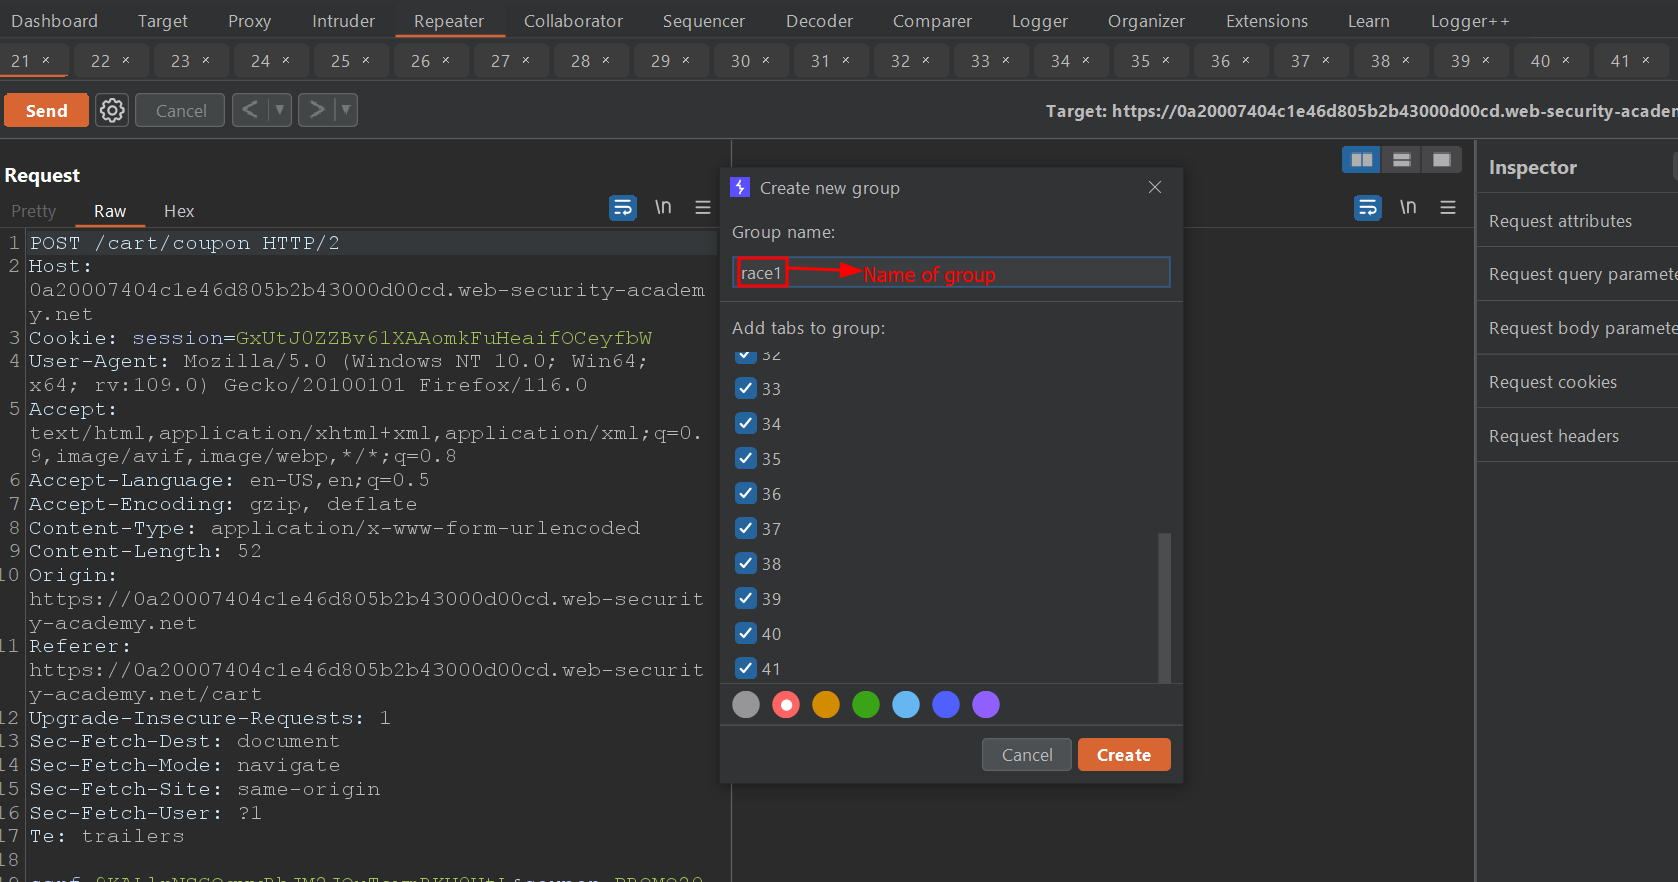 Dashboard Target Proxy Intruder Repeater Collaborator Sequencer Decoder Comparer Logger Organizer Extensions Learn Logger++
21 × 22 × 23 × 24 × 25 × 26 × 27 × 28 × 29 × 30 × 31 × 32 × 33 × 34 × 35 × 36 × 37 × 38 × 39 × 40 × 41 ×
Send Cancel < > Target: https://0a20007404c1e46d805b2b43000d00cd.web-security-academ
Request
Pretty Raw Hex \n
1 POST /cart/coupon HTTP/2
2 Host:
0a20007404c1e46d805b2b43000d00cd.web-security-academ
y.net
3 Cookie: session=GxUtJ0ZZBv61XAAomkFuHeaifOCeyfbW
4 User-Agent: Mozilla/5.0 (Windows NT 10.0; Win64;
x64; rv:109.0) Gecko/20100101 Firefox/116.0
5 Accept:
text/html,application/xhtml+xml,application/xml;q=0.
9,image/avif,image/webp,*/*;q=0.8
6 Accept-Language: en-US,en;q=0.5
7 Accept-Encoding: gzip, deflate
8 Content-Type: application/x-www-form-urlencoded
9 Content-Length: 52
10 Origin:
https://0a20007404c1e46d805b2b43000d00cd.web-securit
y-academy.net
11 Referer:
https://0a20007404c1e46d805b2b43000d00cd.web-securit
y-academy.net/cart
12 Upgrade-Insecure-Requests: 1
13 Sec-Fetch-Dest: document
14 Sec-Fetch-Mode: navigate
15 Sec-Fetch-Site: same-origin
16 Sec-Fetch-User: ?1
17 Te: trailers
18
Create new group
Group name:
race1 Name of group
Add tabs to group:
32
33
34
35
36
37
38
39
40
41
Cancel Create
\n
Inspector
Request attributes
Request query paramete
Request body paramete
Request cookies
Request headers